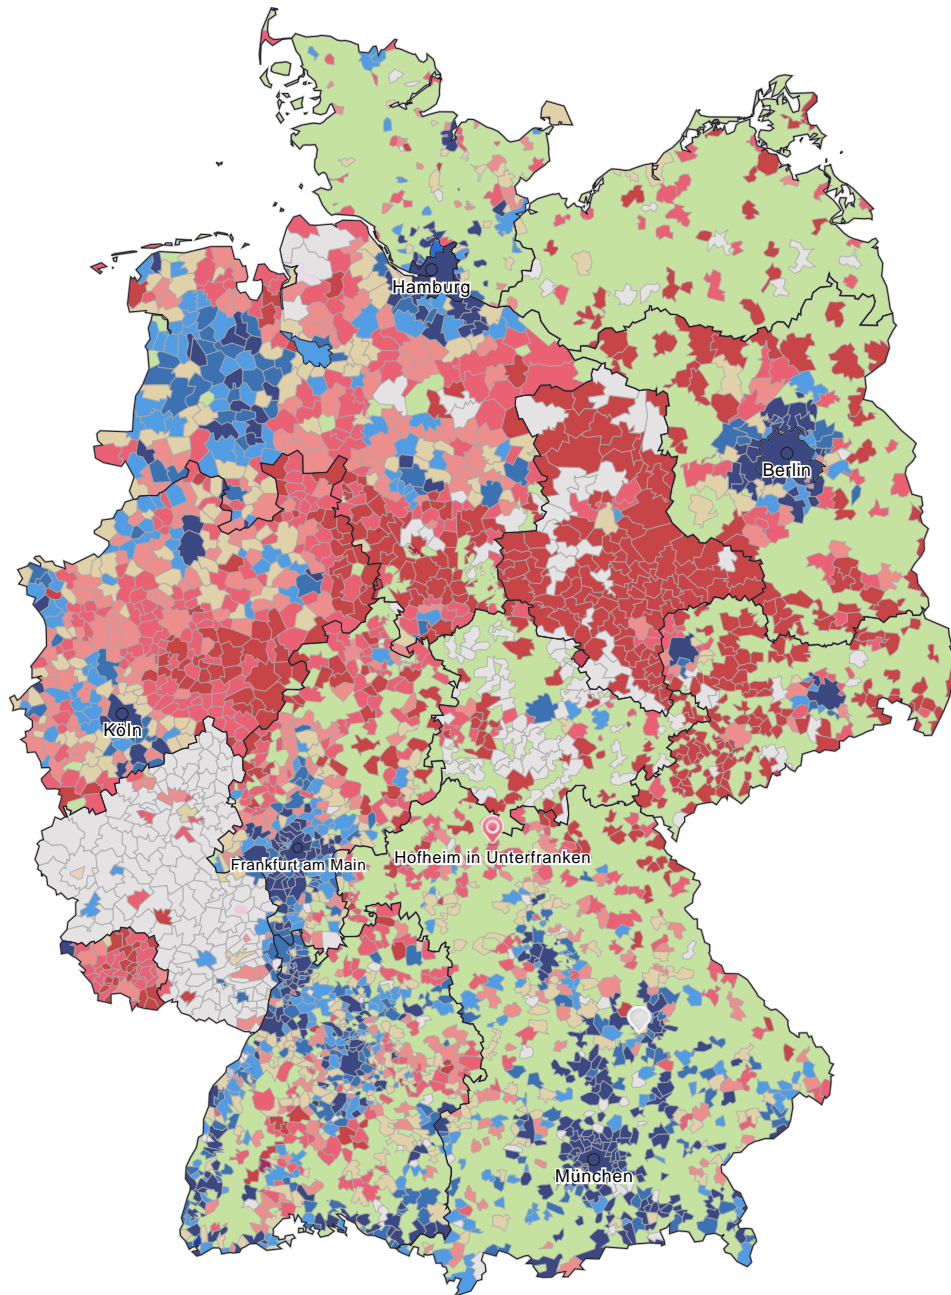 Hamburg
Berlin
Köln
Frankfurt am Main
Hofheim in Unterfranken
München